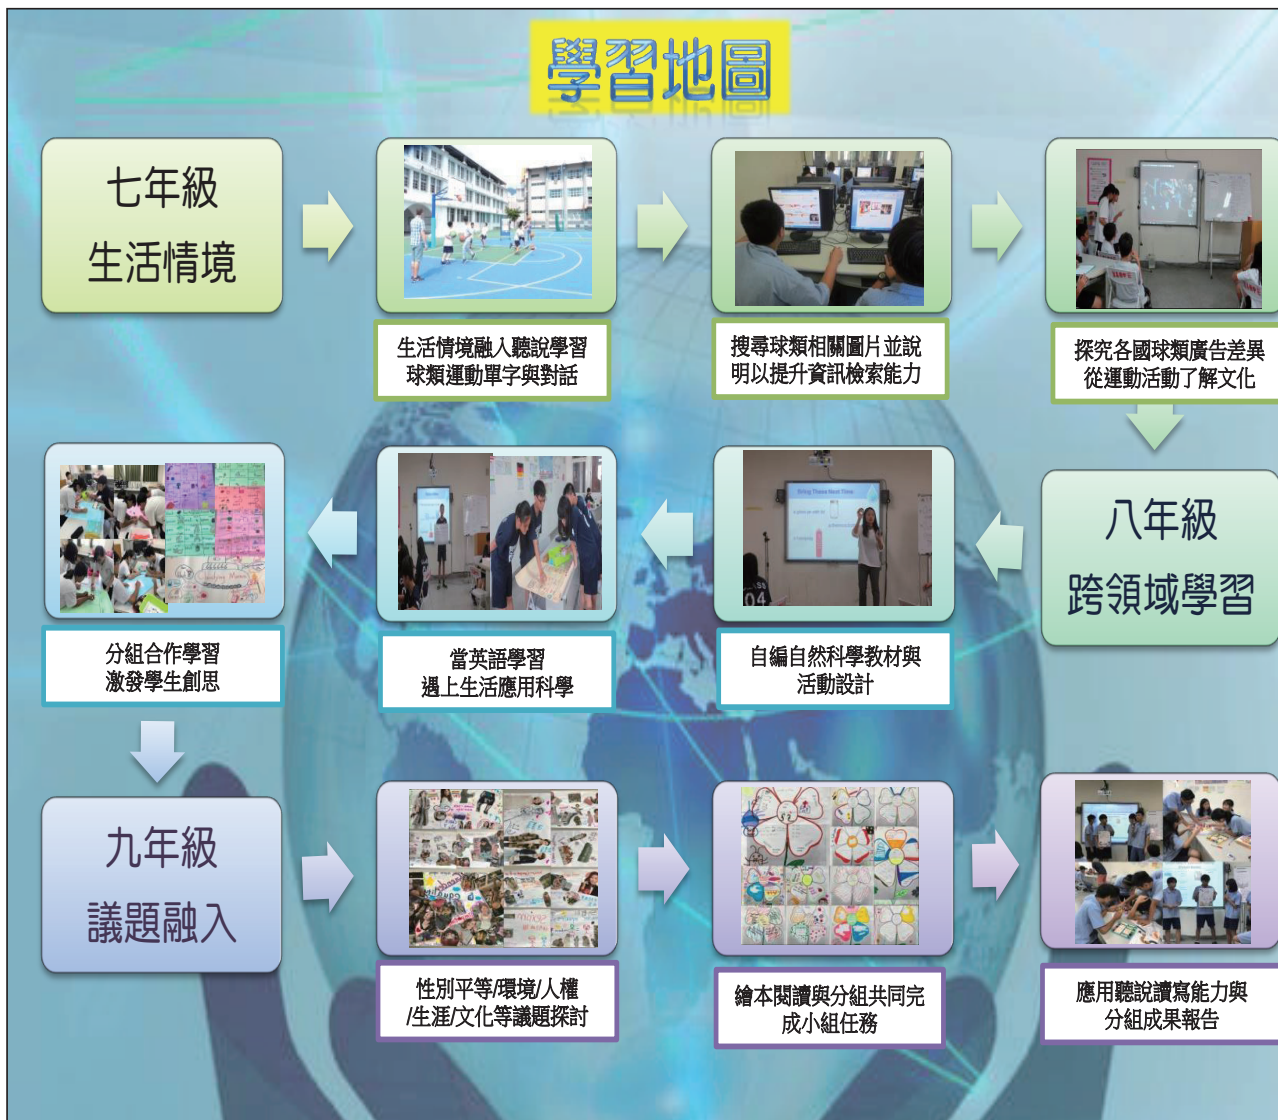 學習地圖
七年級
生活情境
生活情境融入聽說學習
球類運動單字與對話
搜尋球類相關圖片並說
明以提升資訊檢索能力
探究各國球類廣告差異
從運動活動了解文化
八年級
跨領域學習
String Things Next Plane
自編自然科學教材與
活動設計
當英語學習
遇上生活應用科學
分組合作學習
激發學生創思
九年級
議題融入
性別平等/環境/人權
/生涯/文化等議題探討
繪本閱讀與分組共同完
成小組任務
應用聽說讀寫能力與
分組成果報告